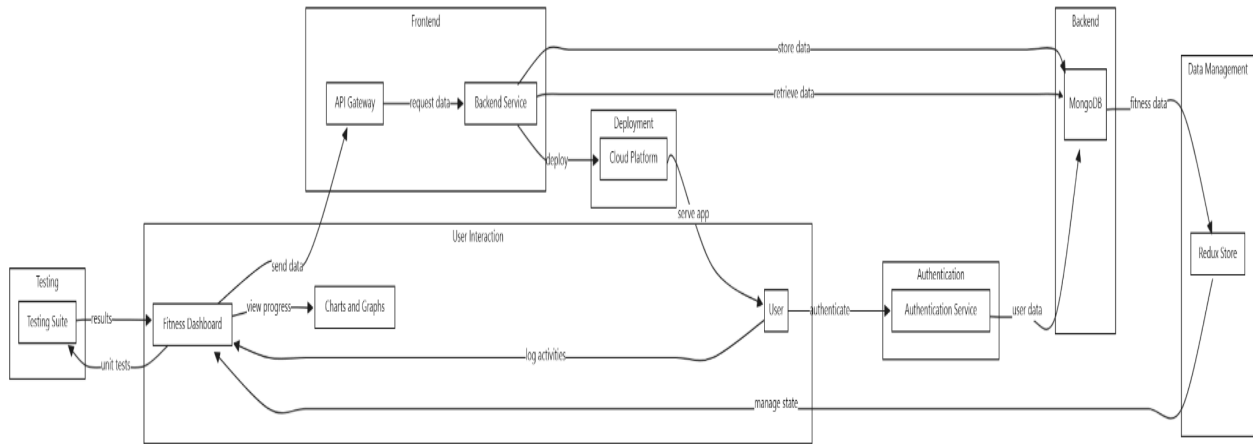 Frontend
Backend
store data
Data Management
API Gateway
request data
Backend Service
retrieve data
MongoDB
fitness data
Deployment
deploy
Cloud Platform
serve app
User Interaction
Redux Store
send data
Testing
Authentication
view progress
Charts and Graphs
Testing Suite
results
Fitness Dashboard
User
authenticate
Authentication Service
user data
unit tests
log activities
manage state